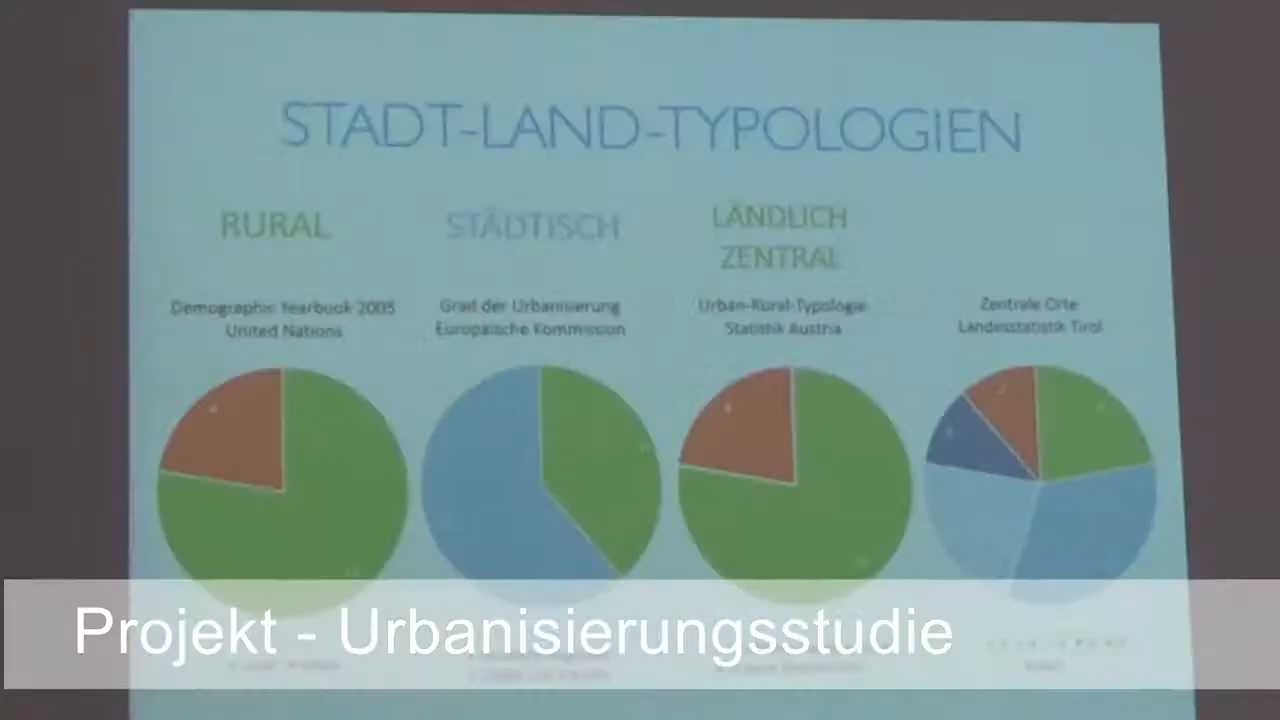 STADT-LAND-TYPOLOGIEN
RURAL
STÄDTISCH
LÄNDLICH
ZENTRAL
Demographic Yearbook 2005
United Nations
Grad der Urbanisierung
Europäische Kommission
Urban-Rural-Typologie
Statistik Austria
Zentrale Orte
Landesstatistik Tirol
Projekt - Urbanisierungsstudie